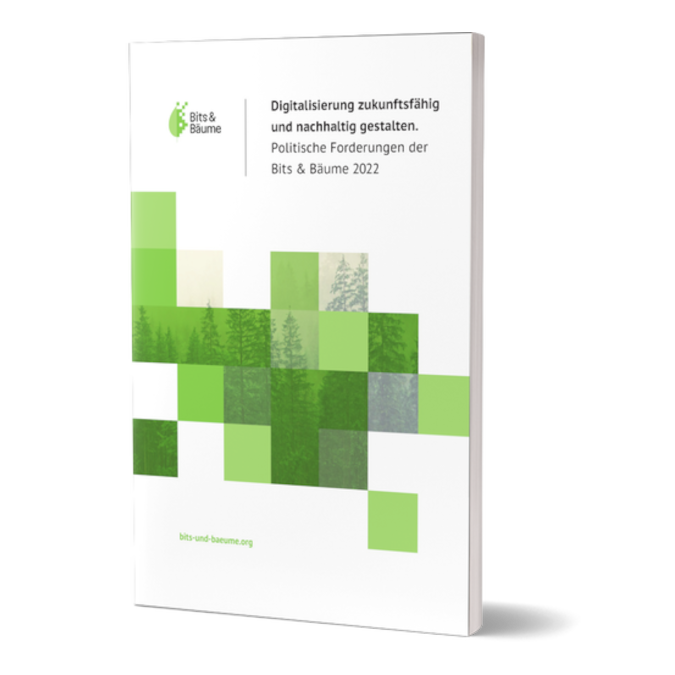 Bits &
Bäume
Digitalisierung zukunftsfähig
und nachhaltig gestalten.
Politische Forderungen der
Bits & Bäume 2022
bits-und-baeume.org